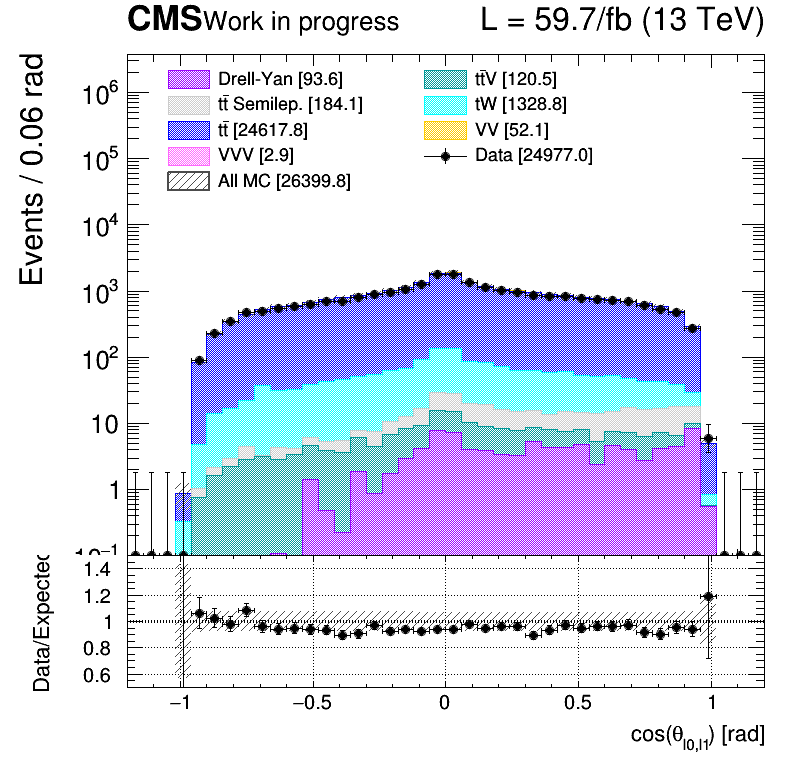 CMS Work in progress L = 59.7/fb (13 TeV)
Events / 0.06 rad
Drell-Yan [93.6]
tt̄ Semilep. [184.1]
tt̄ [24617.8]
VVV [2.9]
All MC [26399.8]
tt̄V [120.5]
tW [1328.8]
VV [52.1]
Data [24977.0]
10⁶
10⁵
10⁴
10³
10²
10
1
10⁻¹
Data/Expected
1.4
1.2
1
0.8
0.6
−1 −0.5 0 0.5 1
cos(θ_l0,l1) [rad]